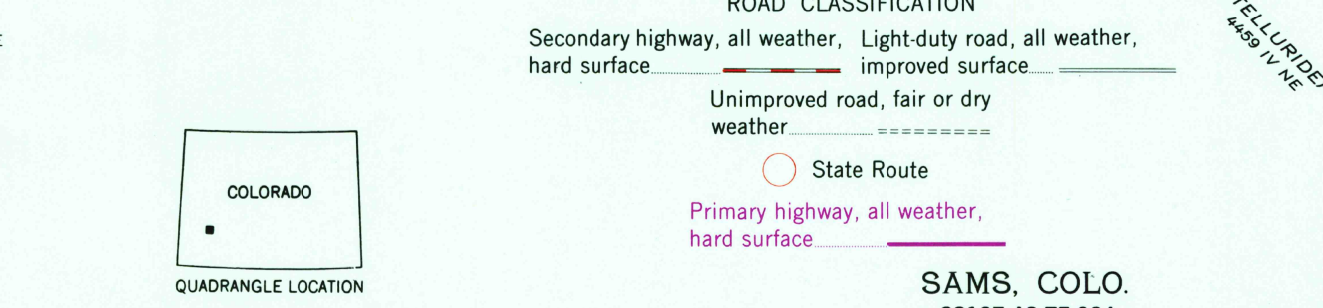 ROAD CLASSIFICATION
Secondary highway, all weather,
hard surface
Light-duty road, all weather,
improved surface
Unimproved road, fair or dry
weather
State Route
Primary highway, all weather,
hard surface
COLORADO
QUADRANGLE LOCATION
SAMS, COLO.
TELLURIDE)
4459 IV NE